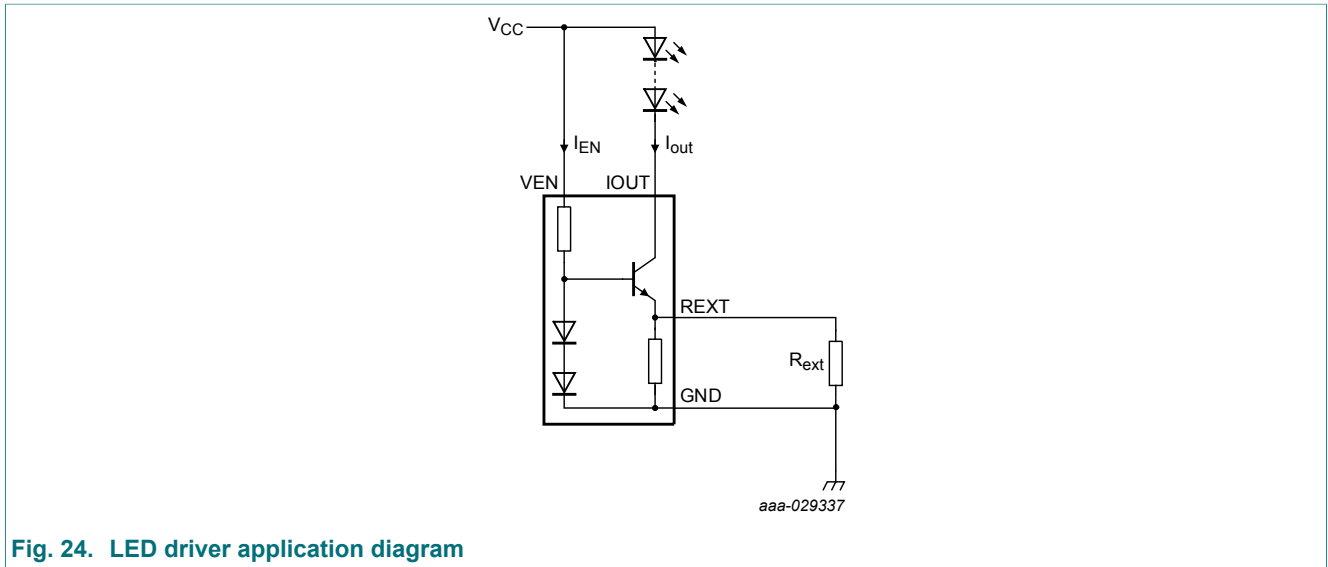 VCC
IEN
Iout
VEN
IOUT
REXT
Rext
GND
aaa-029337
Fig. 24. LED driver application diagram